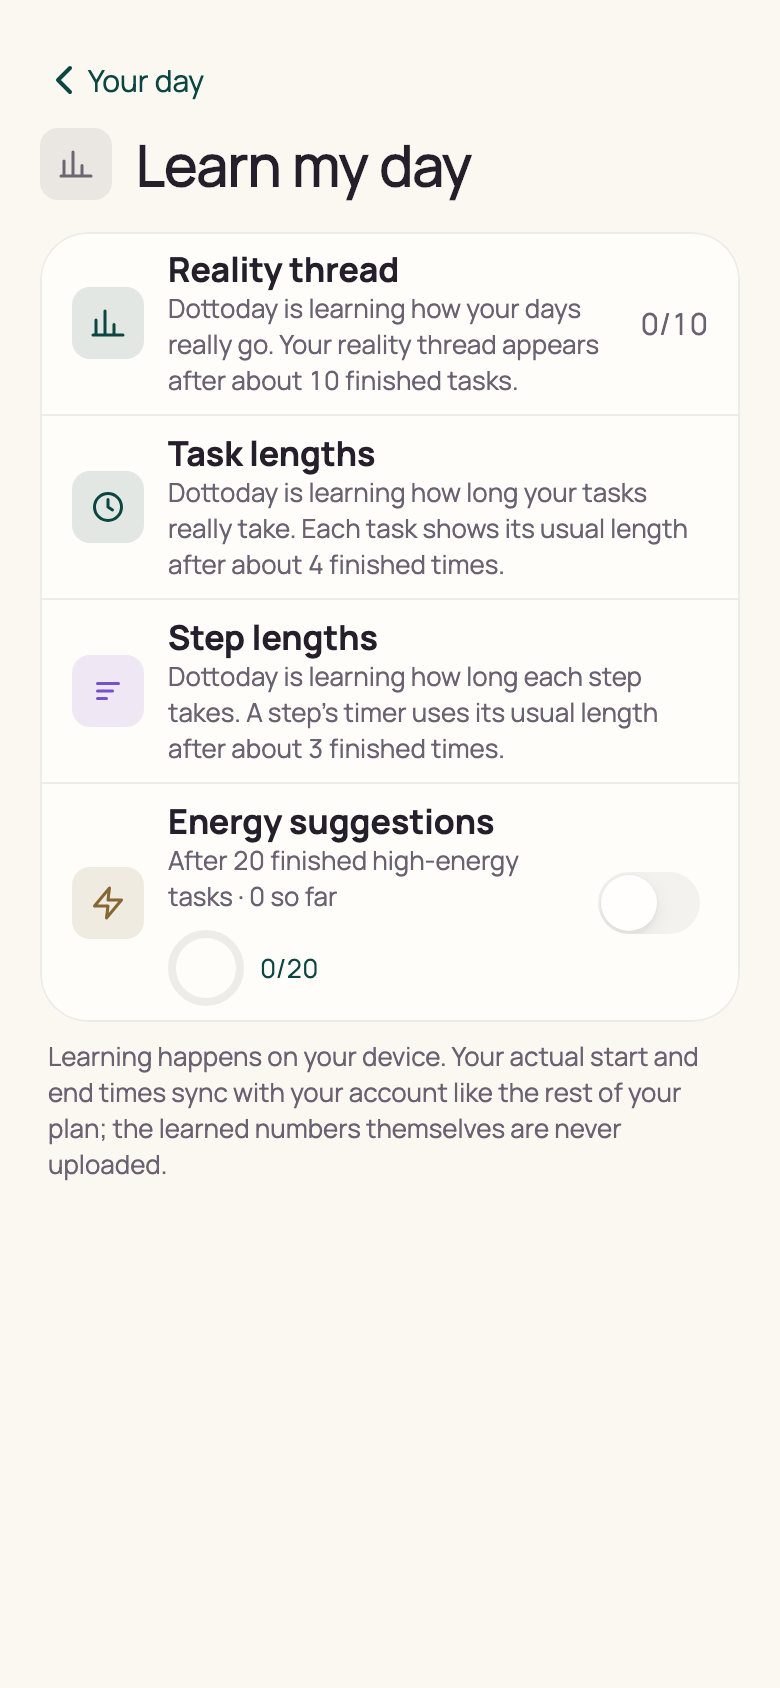 Your day
Learn my day
Reality thread
Dottoday is learning how your days
really go. Your reality thread appears
after about 10 finished tasks.
0/10
Task lengths
Dottoday is learning how long your tasks
really take. Each task shows its usual length
after about 4 finished times.
Step lengths
Dottoday is learning how long each step
takes. A step’s timer uses its usual length
after about 3 finished times.
Energy suggestions
After 20 finished high-energy
tasks · 0 so far
0/20
Learning happens on your device. Your actual start and
end times sync with your account like the rest of your
plan; the learned numbers themselves are never
uploaded.